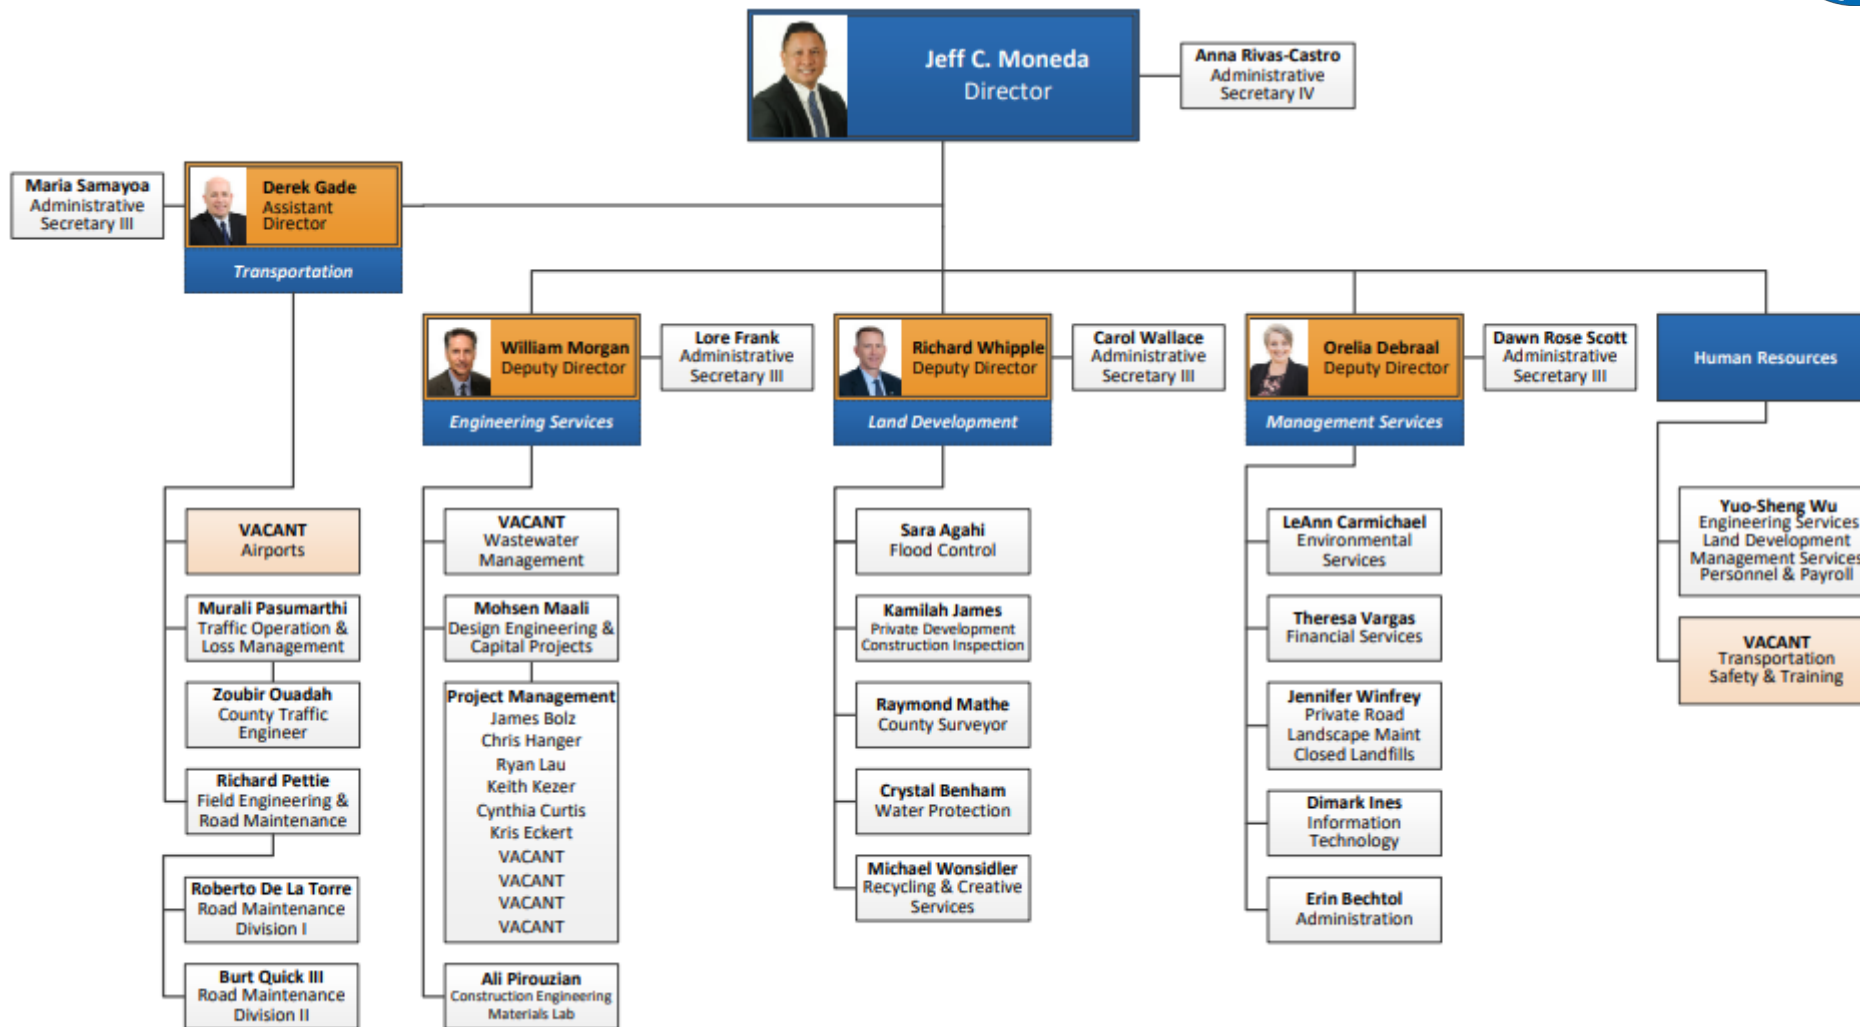 Jeff C. Moneda
Director
Anna Rivas-Castro
Administrative
Secretary IV
Maria Samayoa
Administrative
Secretary III
Derek Gade
Assistant
Director
Transportation
William Morgan
Deputy Director
Engineering Services
Lore Frank
Administrative
Secretary III
Richard Whipple
Deputy Director
Land Development
Carol Wallace
Administrative
Secretary III
Orelia Debraal
Deputy Director
Management Services
Dawn Rose Scott
Administrative
Secretary III
Human Resources
VACANT
Airports
Murali Pasumarthi
Traffic Operation &
Loss Management
Zoubir Ouadah
County Traffic
Engineer
Richard Pettie
Field Engineering &
Road Maintenance
Roberto De La Torre
Road Maintenance
Division I
Burt Quick III
Road Maintenance
Division II
VACANT
Wastewater
Management
Mohsen Maali
Design Engineering &
Capital Projects
Project Management
James Bolz
Chris Hanger
Ryan Lau
Keith Kezer
Cynthia Curtis
Kris Eckert
VACANT
VACANT
VACANT
VACANT
Ali Pirouzian
Construction Engineering
Materials Lab
Sara Agahi
Flood Control
Kamilah James
Private Development
Construction Inspection
Raymond Mathe
County Surveyor
Crystal Benham
Water Protection
Michael Wonsidler
Recycling & Creative
Services
LeAnn Carmichael
Environmental
Services
Theresa Vargas
Financial Services
Jennifer Winfrey
Private Road
Landscape Maint
Closed Landfills
Dimark Ines
Information
Technology
Erin Bechtol
Administration
Yuo-Sheng Wu
Engineering Services
Land Development
Management Services
Personnel & Payroll
VACANT
Transportation
Safety & Training